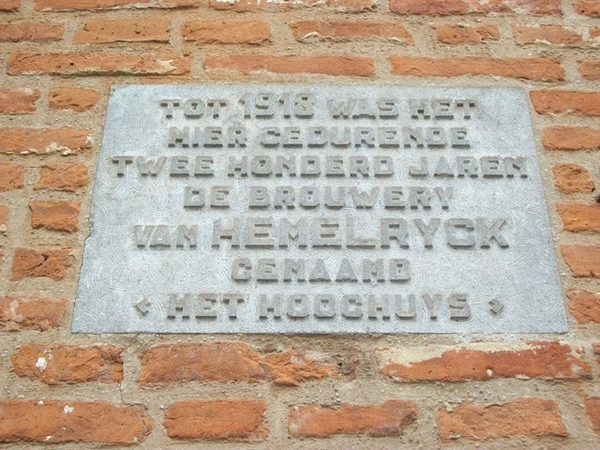 TOT 1918 WAS HET
HIER GEDURENDE
TWEE HONDERD JAREN
DE BROUWERY
VAN HEMELRYCK
GENAAMD
‹ HET HOOGHUYS ›